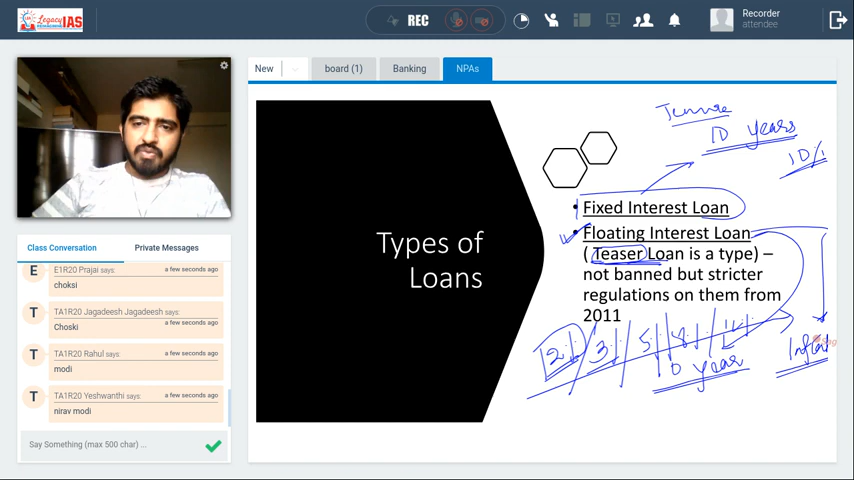 Legacy IAS
REC
Recorder
attendee
New
board (1)
Banking
NPAs
Class Conversation
Private Messages
E
E1R20 Prajai says:
a few seconds ago
choksi
T
TA1R20 Jagadeesh Jagadeesh says:
a few seconds ago
Choski
T
TA1R20 Rahul says:
a few seconds ago
modi
T
TA1R20 Yeshwanthi says:
a few seconds ago
nirav modi
Say Something (max 500 char) ...
Types of
Loans
Tenure
10 years
10%
• Fixed Interest Loan
Floating Interest Loan
( Teaser Loan is a type) –
not banned but stricter
regulations on them from
2011
2 3 5 8
year